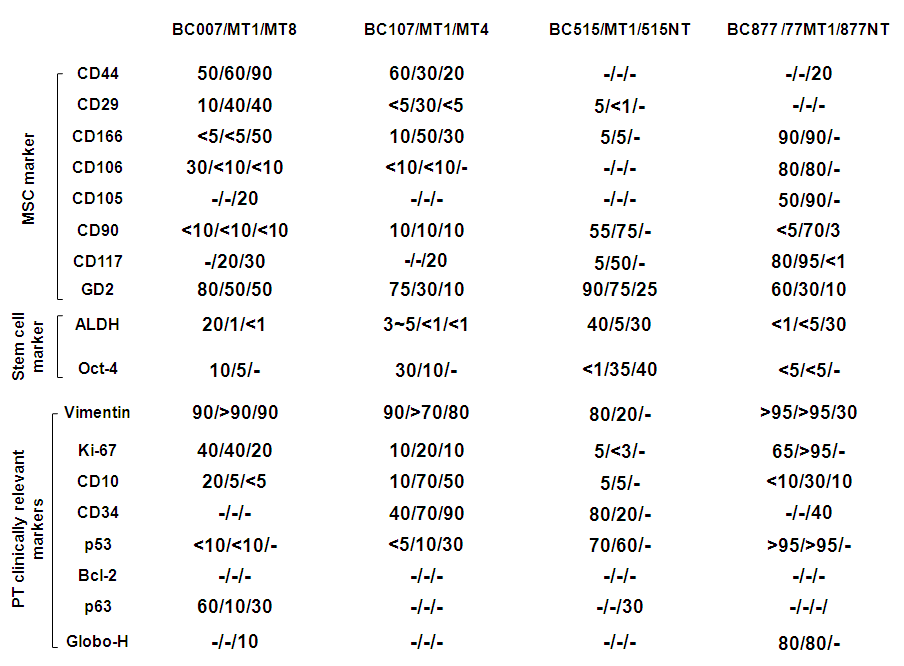 BC007/MT1/MT8 BC107/MT1/MT4 BC515/MT1/515NT BC877 /77MT1/877NT
MSC marker
CD44 50/60/90 60/30/20 -/-/- -/-/20
CD29 10/40/40 <5/30/<5 5/<1/- -/-/-
CD166 <5/<5/50 10/50/30 5/5/- 90/90/-
CD106 30/<10/<10 <10/<10/- -/-/- 80/80/-
CD105 -/-/20 -/-/- -/-/- 50/90/-
CD90 <10/<10/<10 10/10/10 55/75/- <5/70/3
CD117 -/20/30 -/-/20 5/50/- 80/95/<1
GD2 80/50/50 75/30/10 90/75/25 60/30/10
Stem cell
marker
ALDH 20/1/<1 3~5/<1/<1 40/5/30 <1/<5/30
Oct-4 10/5/- 30/10/- <1/35/40 <5/<5/-
PT clinically relevant
markers
Vimentin 90/>90/90 90/>70/80 80/20/- >95/>95/30
Ki-67 40/40/20 10/20/10 5/<3/- 65/>95/-
CD10 20/5/<5 10/70/50 5/5/- <10/30/10
CD34 -/-/- 40/70/90 80/20/- -/-/40
p53 <10/<10/- <5/10/30 70/60/- >95/>95/-
Bcl-2 -/-/- -/-/- -/-/- -/-/-
p63 60/10/30 -/-/- -/-/30 -/-/-/
Globo-H -/-/10 -/-/- -/-/- 80/80/-